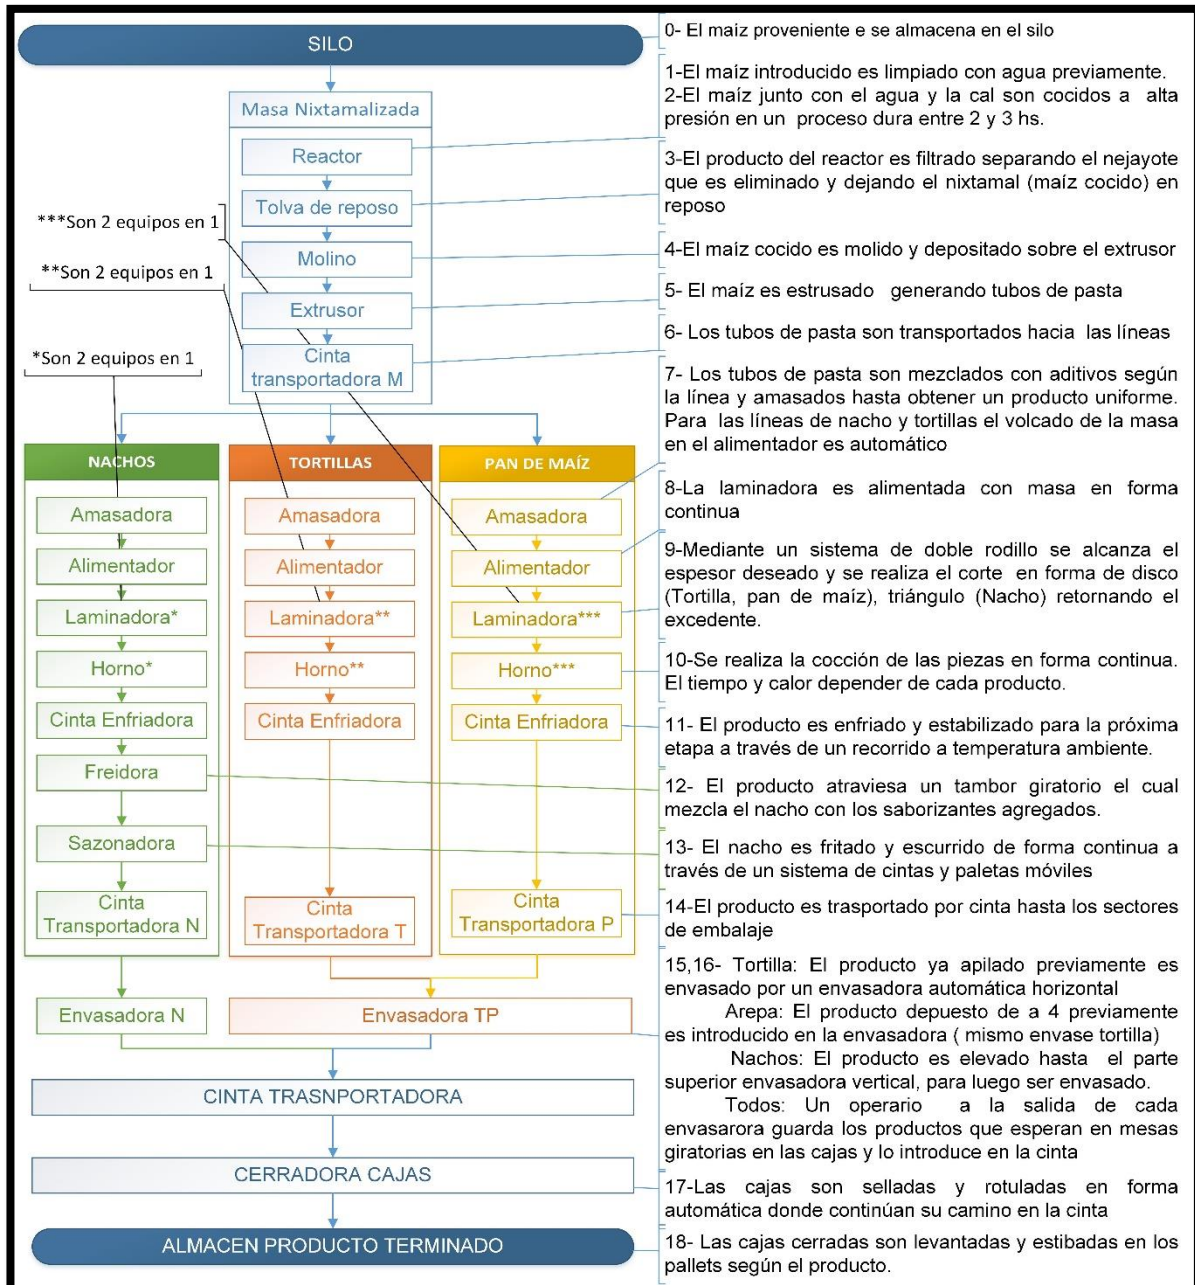 SILO
Masa Nixtamalizada
Reactor
Tolva de reposo
Molino
Extrusor
Cinta
transportadora M
***Son 2 equipos en 1
**Son 2 equipos en 1
*Son 2 equipos en 1
NACHOS
Amasadora
Alimentador
Laminadora*
Horno*
Cinta Enfriadora
Freidora
Sazonadora
Cinta
Transportadora N
TORTILLAS
Amasadora
Alimentador
Laminadora**
Horno**
Cinta Enfriadora
Cinta
Transportadora T
PAN DE MAÍZ
Amasadora
Alimentador
Laminadora***
Horno***
Cinta Enfriadora
Cinta
Transportadora P
Envasadora N
Envasadora TP
CINTA TRASNPORTADORA
CERRADORA CAJAS
ALMACEN PRODUCTO TERMINADO
0- El maíz proveniente e se almacena en el silo
1-El maíz introducido es limpiado con agua previamente.
2-El maíz junto con el agua y la cal son cocidos a alta
presión en un proceso dura entre 2 y 3 hs.
3-El producto del reactor es filtrado separando el nejayote
que es eliminado y dejando el nixtamal (maíz cocido) en
reposo
4-El maíz cocido es molido y depositado sobre el extrusor
5- El maíz es estrusado generando tubos de pasta
6- Los tubos de pasta son transportados hacia las líneas
7- Los tubos de pasta son mezclados con aditivos según
la línea y amasados hasta obtener un producto uniforme.
Para las líneas de nacho y tortillas el volcado de la masa
en el alimentador es automático
8-La laminadora es alimentada con masa en forma
continua
9-Mediante un sistema de doble rodillo se alcanza el
espesor deseado y se realiza el corte en forma de disco
(Tortilla, pan de maíz), triángulo (Nacho) retornando el
excedente.
10-Se realiza la cocción de las piezas en forma continua.
El tiempo y calor depender de cada producto.
11- El producto es enfriado y estabilizado para la próxima
etapa a través de un recorrido a temperatura ambiente.
12- El producto atraviesa un tambor giratorio el cual
mezcla el nacho con los saborizantes agregados.
13- El nacho es fritado y escurrido de forma continua a
través de un sistema de cintas y paletas móviles
14-El producto es trasportado por cinta hasta los sectores
de embalaje
15,16- Tortilla: El producto ya apilado previamente es
envasado por un envasadora automática horizontal
Arepa: El producto depuesto de a 4 previamente
es introducido en la envasadora ( mismo envase tortilla)
Nachos: El producto es elevado hasta el parte
superior envasadora vertical, para luego ser envasado.
Todos: Un operario a la salida de cada
envasarora guarda los productos que esperan en mesas
giratorias en las cajas y lo introduce en la cinta
17-Las cajas son selladas y rotuladas en forma
automática donde continúan su camino en la cinta
18- Las cajas cerradas son levantadas y estibadas en los
pallets según el producto.